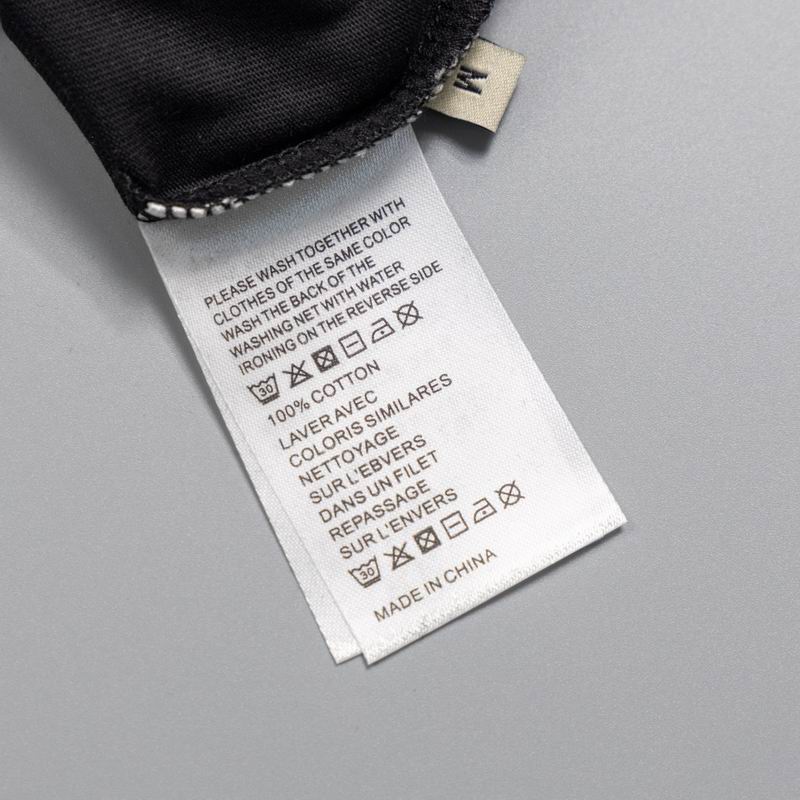 M
PLEASE WASH TOGETHER WITH
CLOTHES OF THE SAME COLOR
WASH THE BACK OF THE
WASHING NET WITH WATER
IRONING ON THE REVERSE SIDE
30
100% COTTON
LAVER AVEC
COLORIS SIMILARES
NETTOYAGE
SUR L'EBVERS
DANS UN FILET
REPASSAGE
SUR L'ENVERS
30
MADE IN CHINA